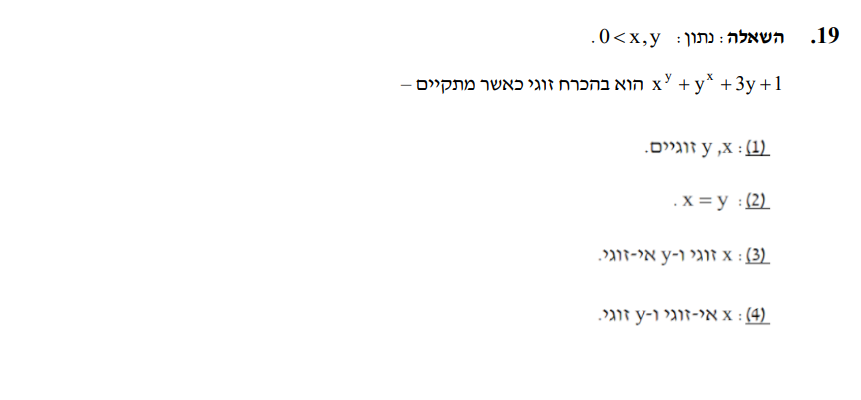 19. השאלה : נתון : 0 < x, y .
x^y + y^x + 3y + 1 הוא בהכרח זוגי כאשר מתקיים –
(1) : x, y זוגיים.
(2) : x = y .
(3) : x זוגי ו-y אי-זוגי.
(4) : x אי-זוגי ו-y זוגי.